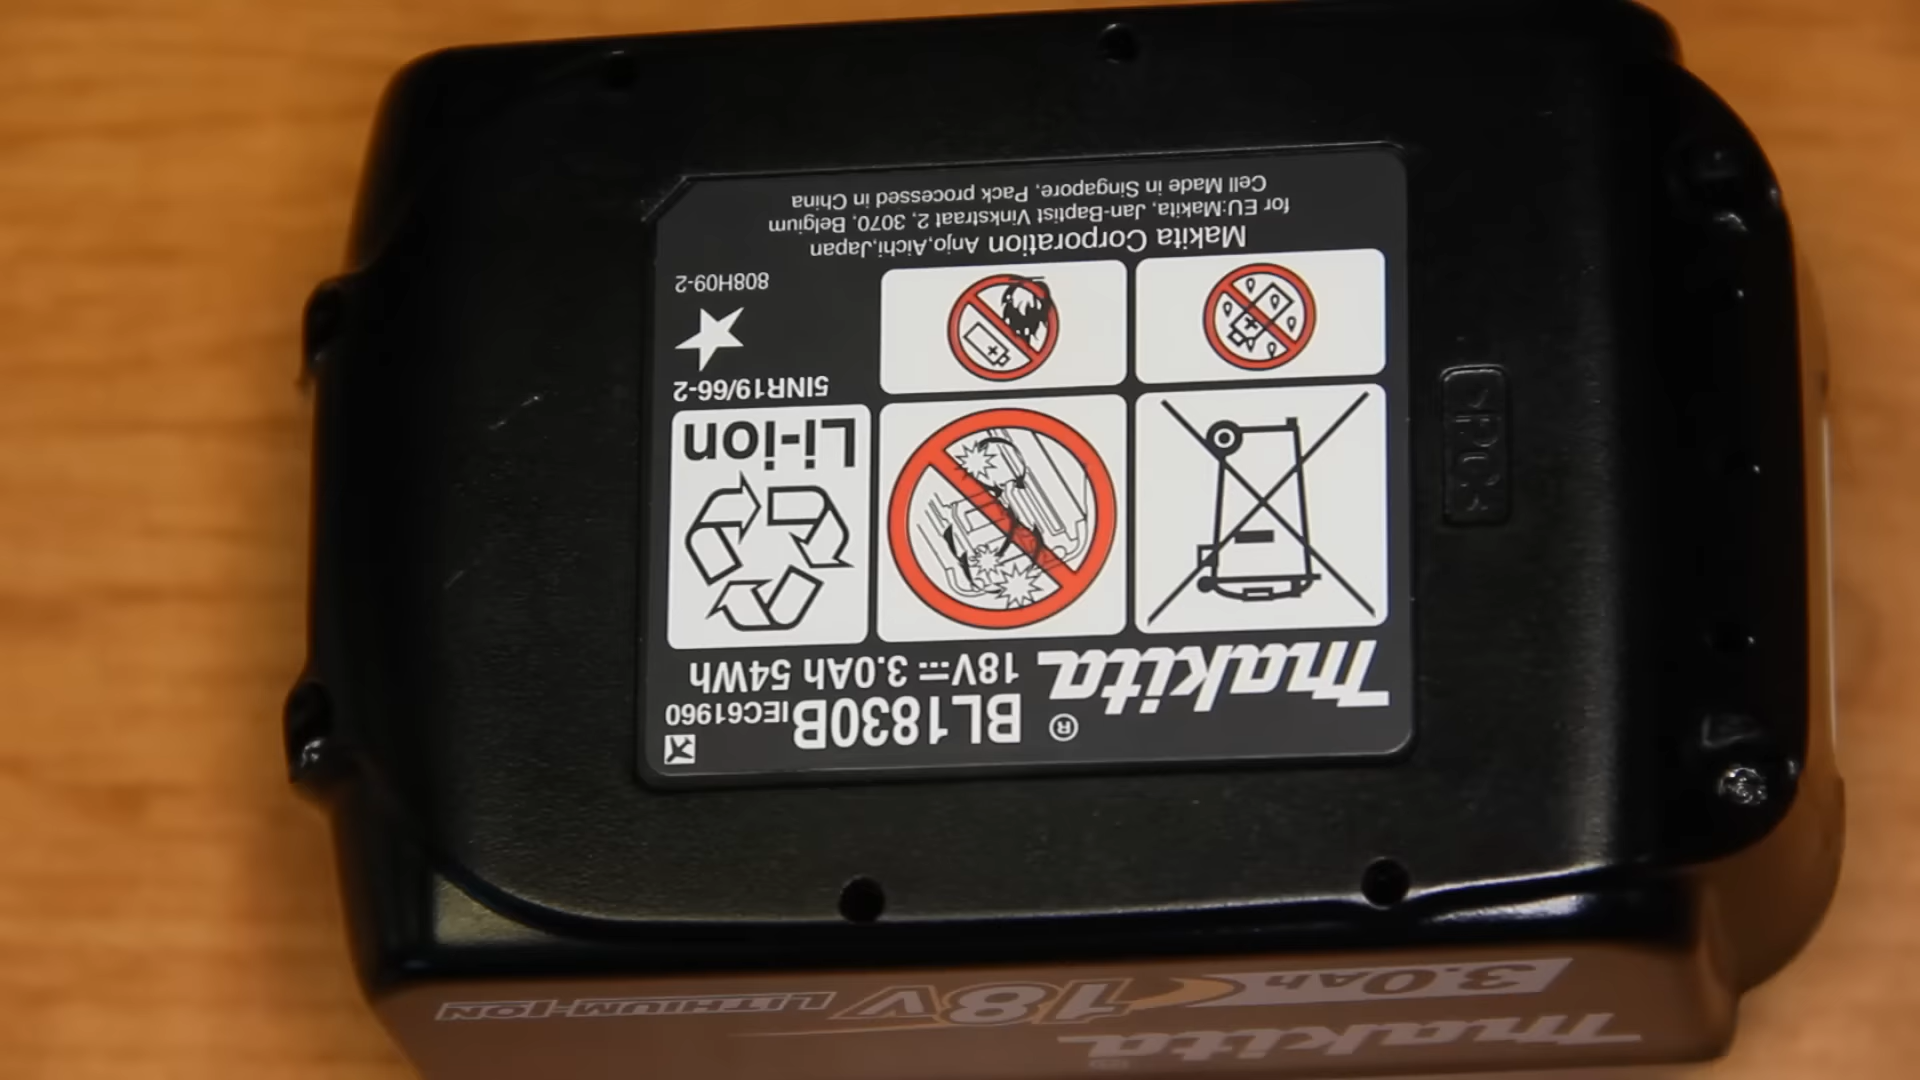 makita®
BL1830B IEC61960
18V⎓ 3.0Ah 54Wh
Li-ion
5INR19/66-2
808H09-2
Makita Corporation Anjo,Aichi,Japan
for EU:Makita, Jan-Baptist Vinkstraat 2, 3070, Belgium
Cell Made in Singapore, Pack processed in China
>PC<
makita
3.0Ah 18V LITHIUM-ION